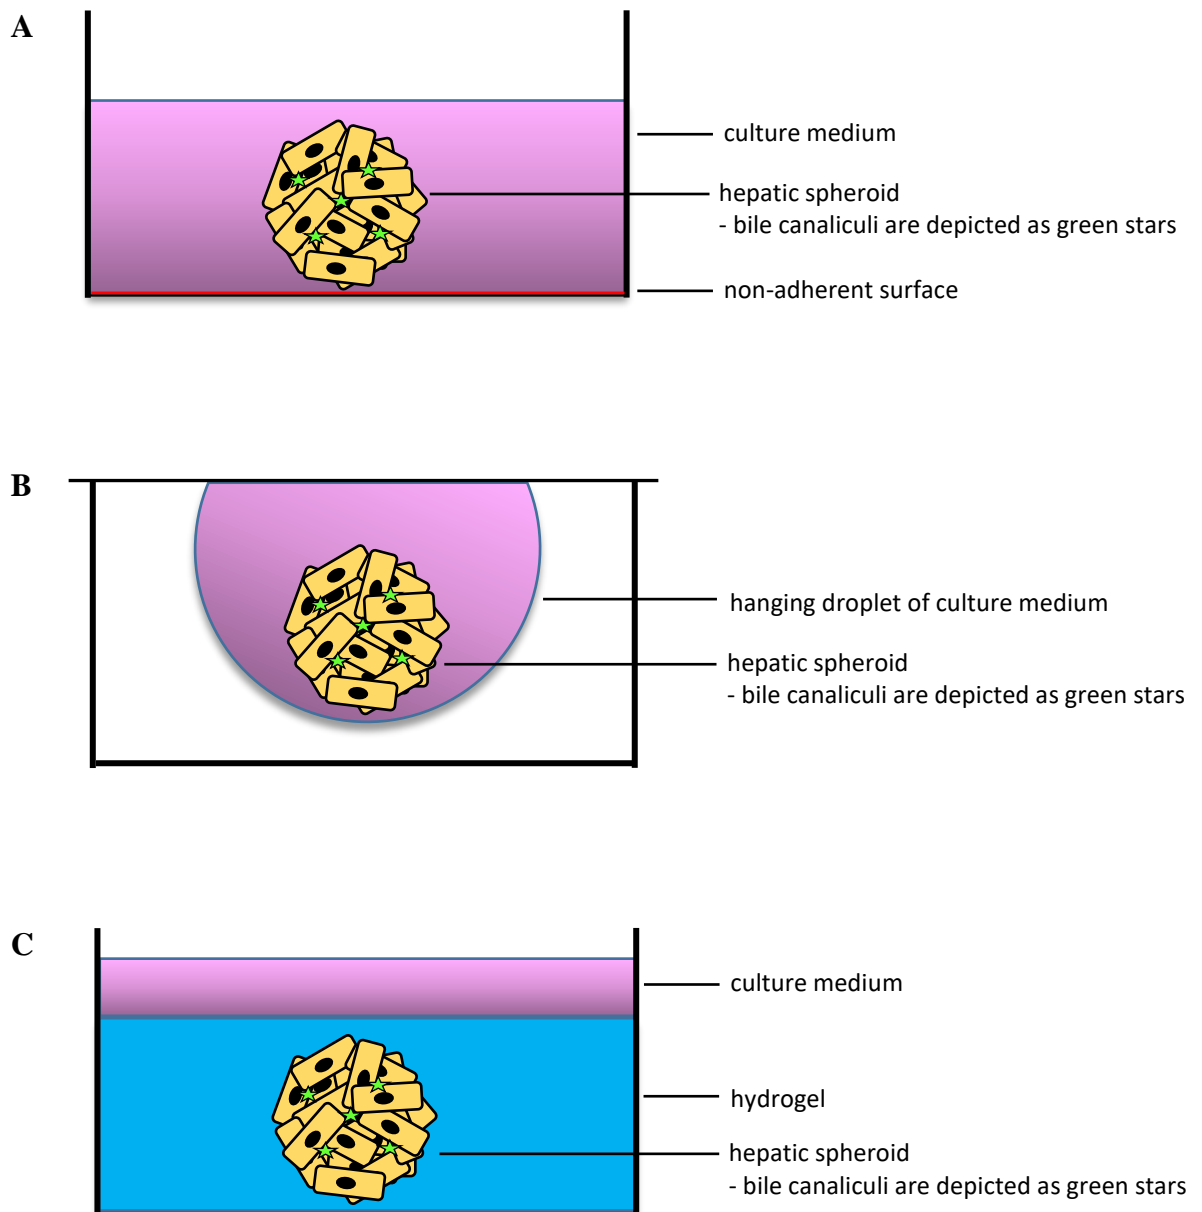 A
culture medium
hepatic spheroid
- bile canaliculi are depicted as green stars
non-adherent surface
B
hanging droplet of culture medium
hepatic spheroid
- bile canaliculi are depicted as green stars
C
culture medium
hydrogel
hepatic spheroid
- bile canaliculi are depicted as green stars